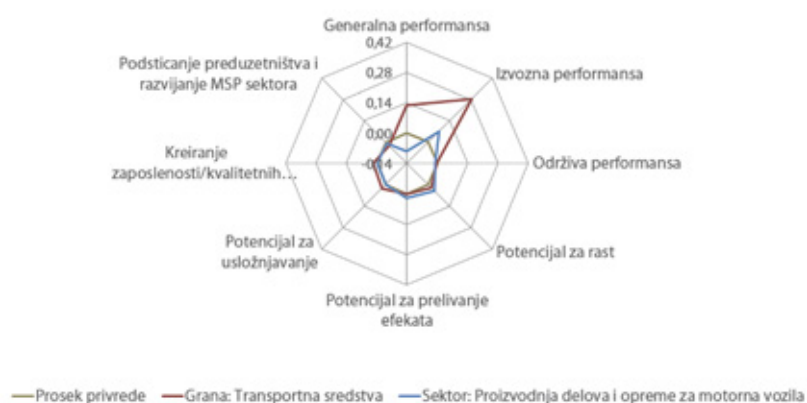 Generalna performansa
0,42
Izvozna performansa
0,28
Podsticanje preduzetništva i
razvijanje MSP sektora
0,14
0,00
Kreiranje
zaposlenosti/kvalitetnih...
-0,14
Održiva performansa
Potencijal za
usložnjavanje
Potencijal za rast
Potencijal za prelivanje
efekata
Prosek privrede Grana: Transportna sredstva Sektor: Proizvodnja delova i opreme za motorna vozila